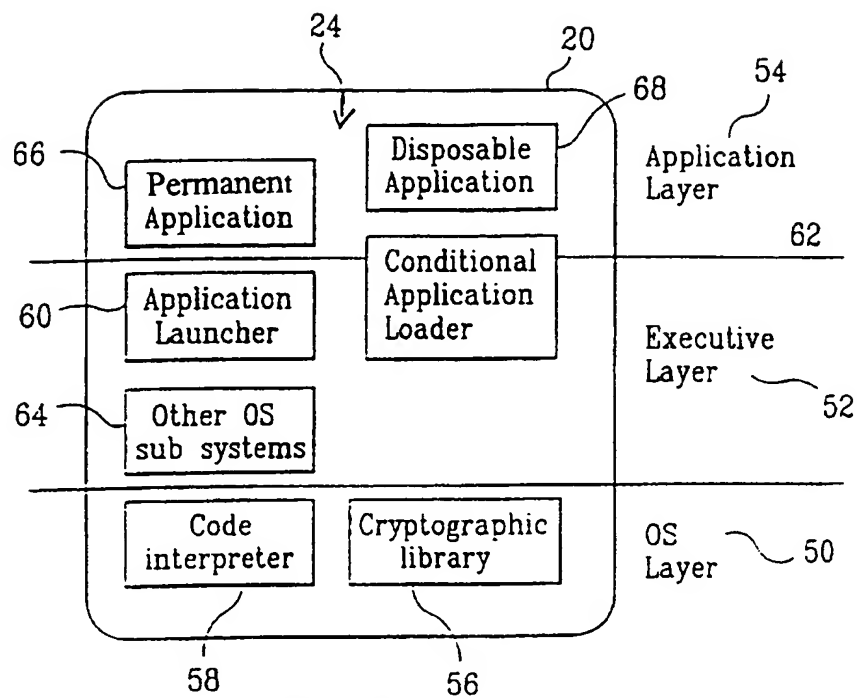 24
20
68
54
66
Permanent
Application
Disposable
Application
Application
Layer
62
60
Application
Launcher
Conditional
Application
Loader
Executive
Layer
52
64
Other OS
sub systems
Code
interpreter
Cryptographic
library
OS
Layer
50
58
56